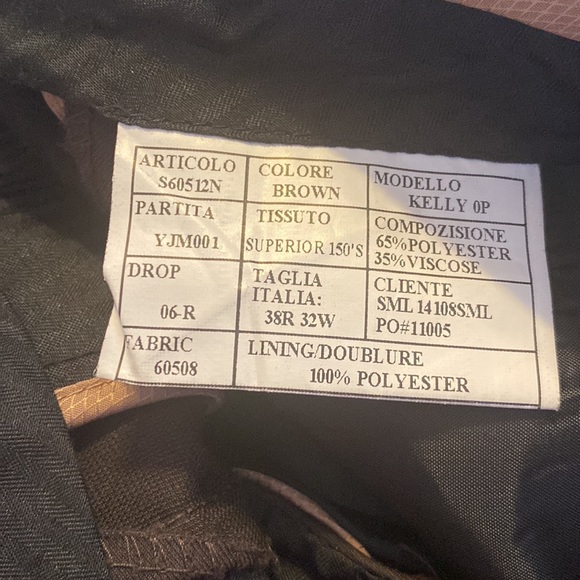 ARTICOLO
S60512N
COLORE
BROWN
MODELLO
KELLY 0P
PARTITA
YJM001
TISSUTO
SUPERIOR 150'S
COMPOZISIONE
65%POLYESTER
35%VISCOSE
DROP
06-R
TAGLIA
ITALIA:
38R 32W
CLIENTE
SML 14108SML
PO#11005
FABRIC
60508
LINING/DOUBLURE
100% POLYESTER